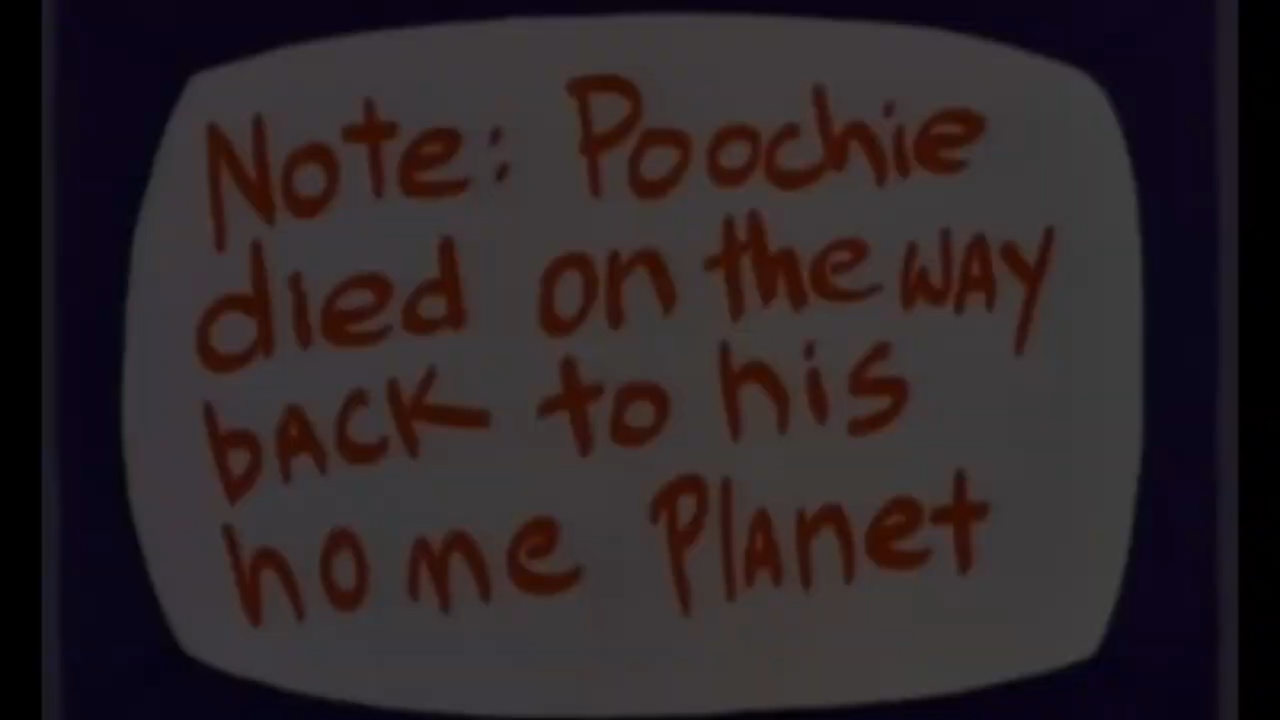 Note: Poochie
died on the WAY
bACK to his
home PlAnet